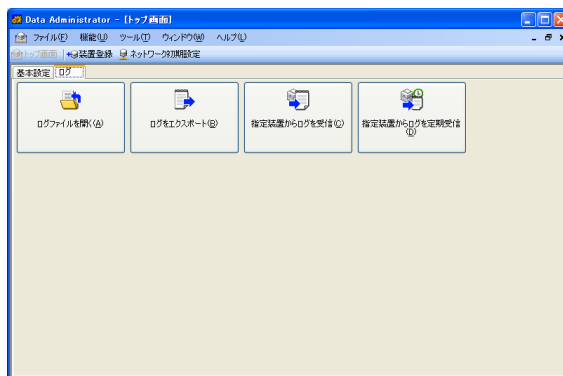 Data Administrator - [トップ画面]
ファイル(F) 機能(U) ツール(T) ウィンドウ(W) ヘルプ(L)
トップ画面 装置登録 ネットワーク初期設定
基本設定 ログ
ログファイルを開く(A) ログをエクスポート(B) 指定装置からログを受信(C) 指定装置からログを定期受信(D)